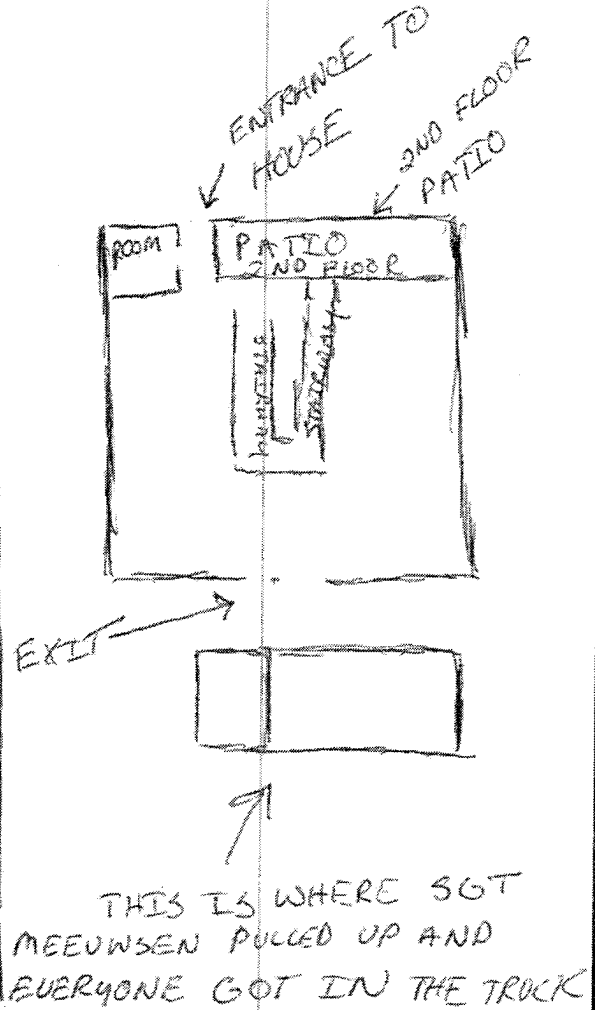 ENTRANCE TO
HOUSE
2ND FLOOR
PATIO
ROOM
PATIO
2ND FLOOR
STAIRWAY
EXIT
THIS IS WHERE SGT
MEEUWSEN PULLED UP AND
EVERYONE GOT IN THE TRUCK